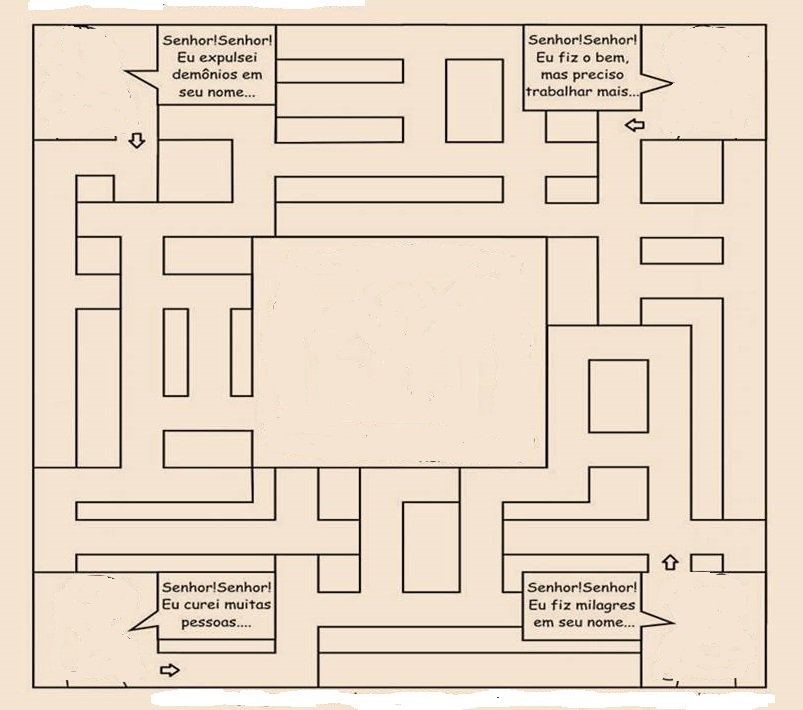 Senhor!Senhor!
Eu expulsei
demônios em
seu nome...
Senhor!Senhor!
Eu fiz o bem,
mas preciso
trabalhar mais...
Senhor!Senhor!
Eu curei muitas
pessoas....
Senhor!Senhor!
Eu fiz milagres
em seu nome...